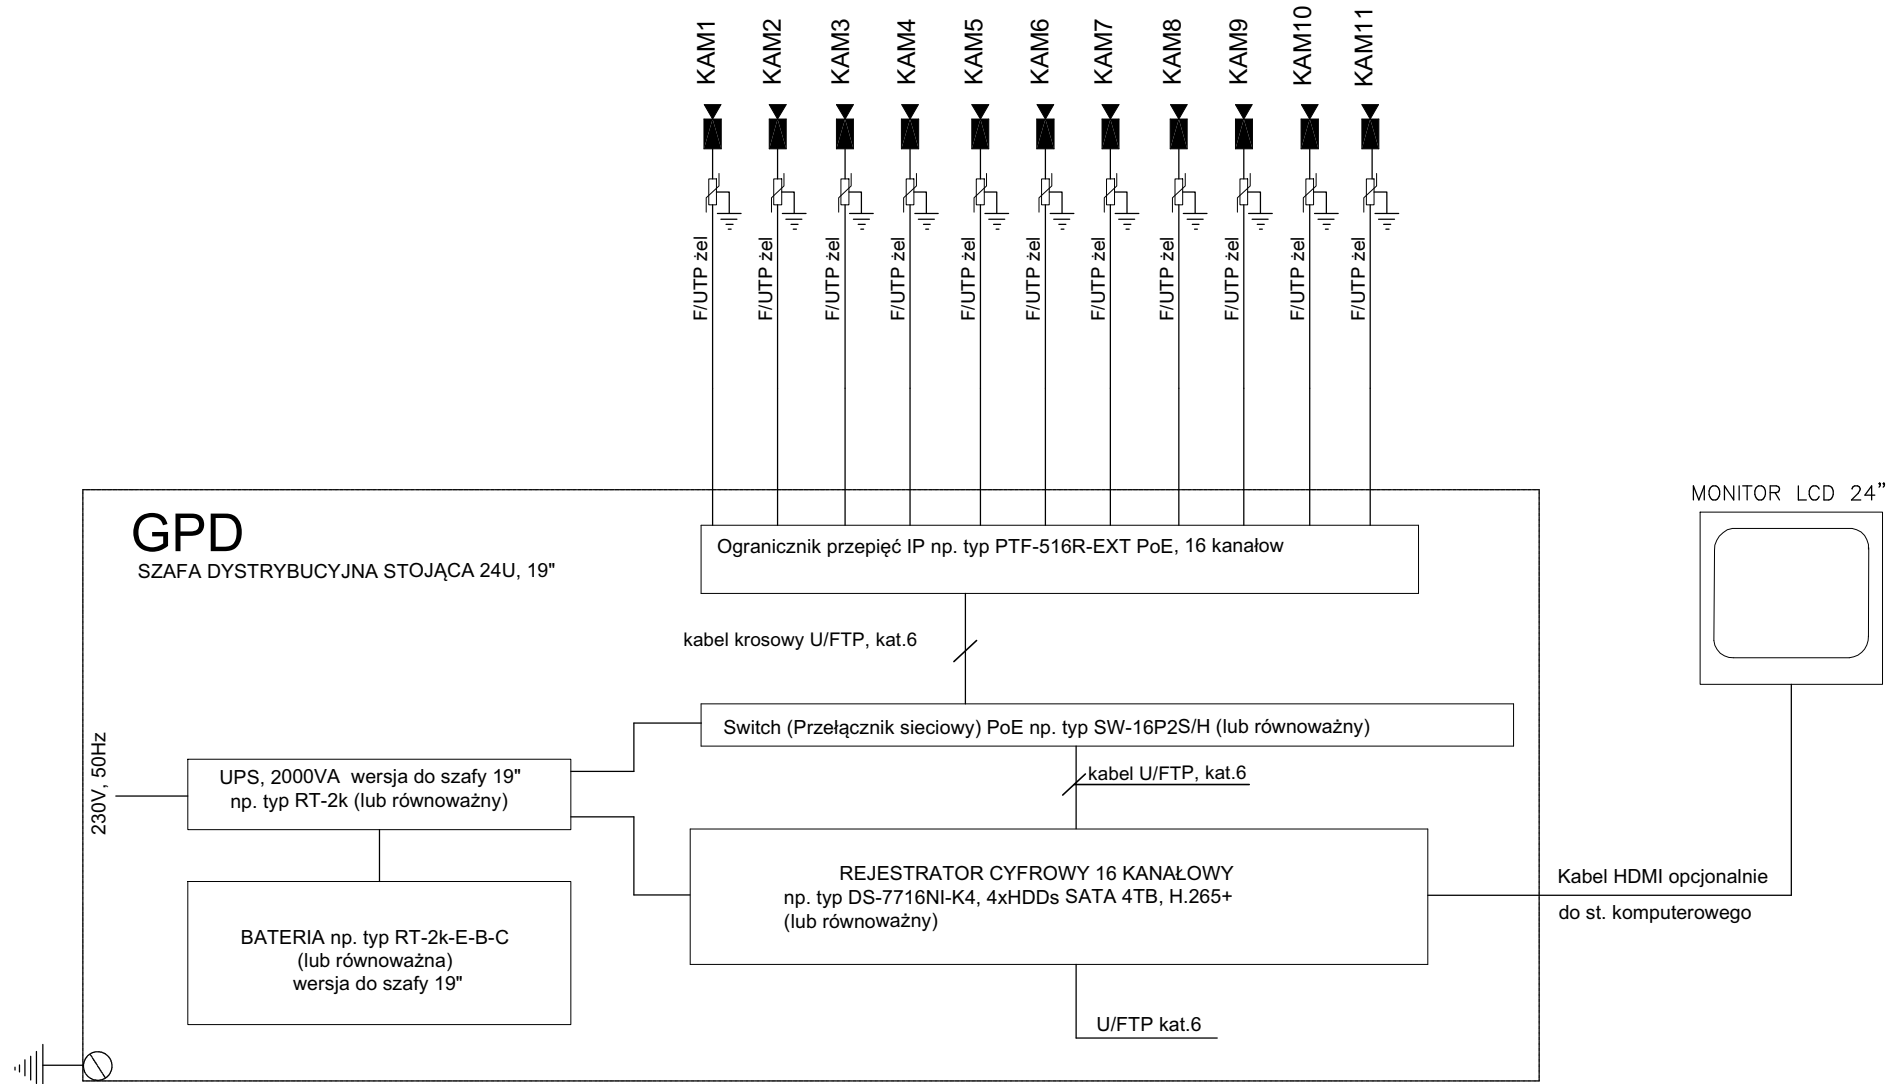 KAM1
KAM2
KAM3
KAM4
KAM5
KAM6
KAM7
KAM8
KAM9
KAM10
KAM11
F/UTP żel
F/UTP żel
F/UTP żel
F/UTP żel
F/UTP żel
F/UTP żel
F/UTP żel
F/UTP żel
F/UTP żel
F/UTP żel
F/UTP żel
MONITOR LCD 24”
GPD
SZAFA DYSTRYBUCYJNA STOJĄCA 24U, 19"
Ogranicznik przepięć IP np. typ PTF-516R-EXT PoE, 16 kanałow
kabel krosowy U/FTP, kat.6
Switch (Przełącznik sieciowy) PoE np. typ SW-16P2S/H (lub równoważny)
230V, 50Hz
UPS, 2000VA wersja do szafy 19"
np. typ RT-2k (lub równoważny)
kabel U/FTP, kat.6
REJESTRATOR CYFROWY 16 KANAŁOWY
np. typ DS-7716NI-K4, 4xHDDs SATA 4TB, H.265+
(lub równoważny)
Kabel HDMI opcjonalnie
do st. komputerowego
BATERIA np. typ RT-2k-E-B-C
(lub równoważna)
wersja do szafy 19"
U/FTP kat.6